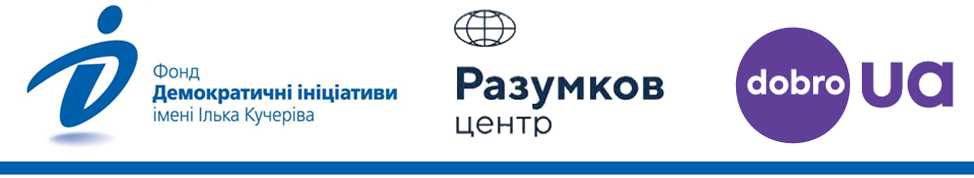 Фонд
Демократичні ініціативи
імені Ілька Кучеріва
Разумков
центр
dobro ua